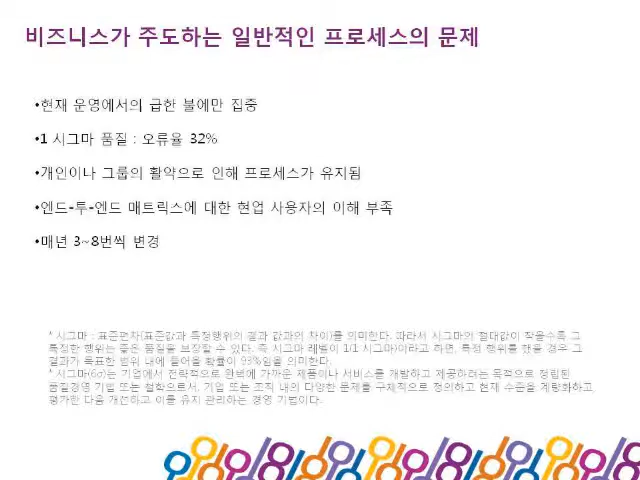 비즈니스가 주도하는 일반적인 프로세스의 문제
•현재 운영에서의 급한 불에만 집중
•1 시그마 품질 : 오류율 32%
•개인이나 그룹의 활약으로 인해 프로세스가 유지됨
•엔드-투-엔드 매트릭스에 대한 현업 사용자의 이해 부족
•매년 3~8번씩 변경
* 시그마 : 표준편차(표준값과 특정행위의 결과 값과의 차이)를 의미한다. 따라서 시그마의 절대값이 작을수록 그
특정한 행위는 좋은 품질을 보장할 수 있다. 즉 시그마 레벨이 1(1 시그마)이라고 하면, 특정 행위를 했을 경우 그
결과가 목표한 범위 내에 들어올 확률이 93%임을 의미한다.
* 시그마(6σ)는 기업에서 전략적으로 완벽에 가까운 제품이나 서비스를 개발하고 제공하려는 목적으로 정립된
품질경영 기법 또는 철학으로서, 기업 또는 조직 내의 다양한 문제를 구체적으로 정의하고 현재 수준을 계량화하고
평가한 다음 개선하고 이를 유지 관리하는 경영 기법이다.